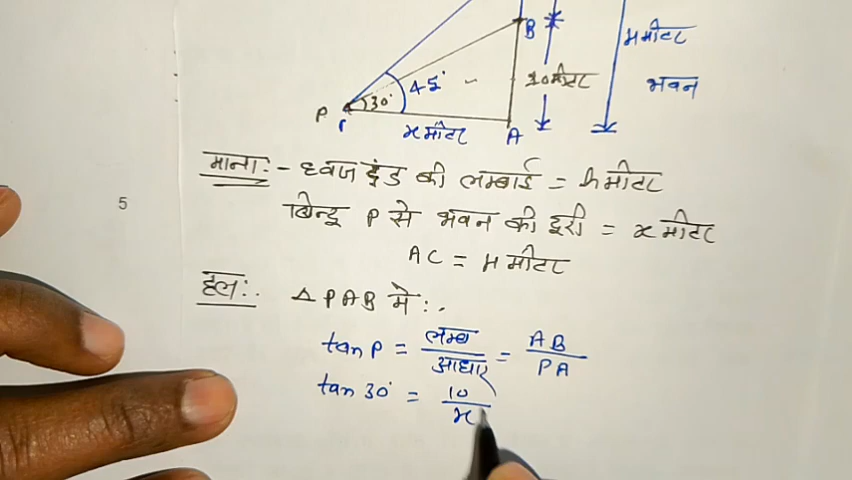 B
H मीटर
45°
10मीटर
भवन
P
30°
x मीटर
A
माना:- ध्वज दंड की लम्बाई = h मीटर
5
बिन्दू P से भवन की दूरी = x मीटर
AC = H मीटर
हल:. △ PAB मे:.
tan P = लम्ब/आधार = AB/PA
tan 30° = 10/x